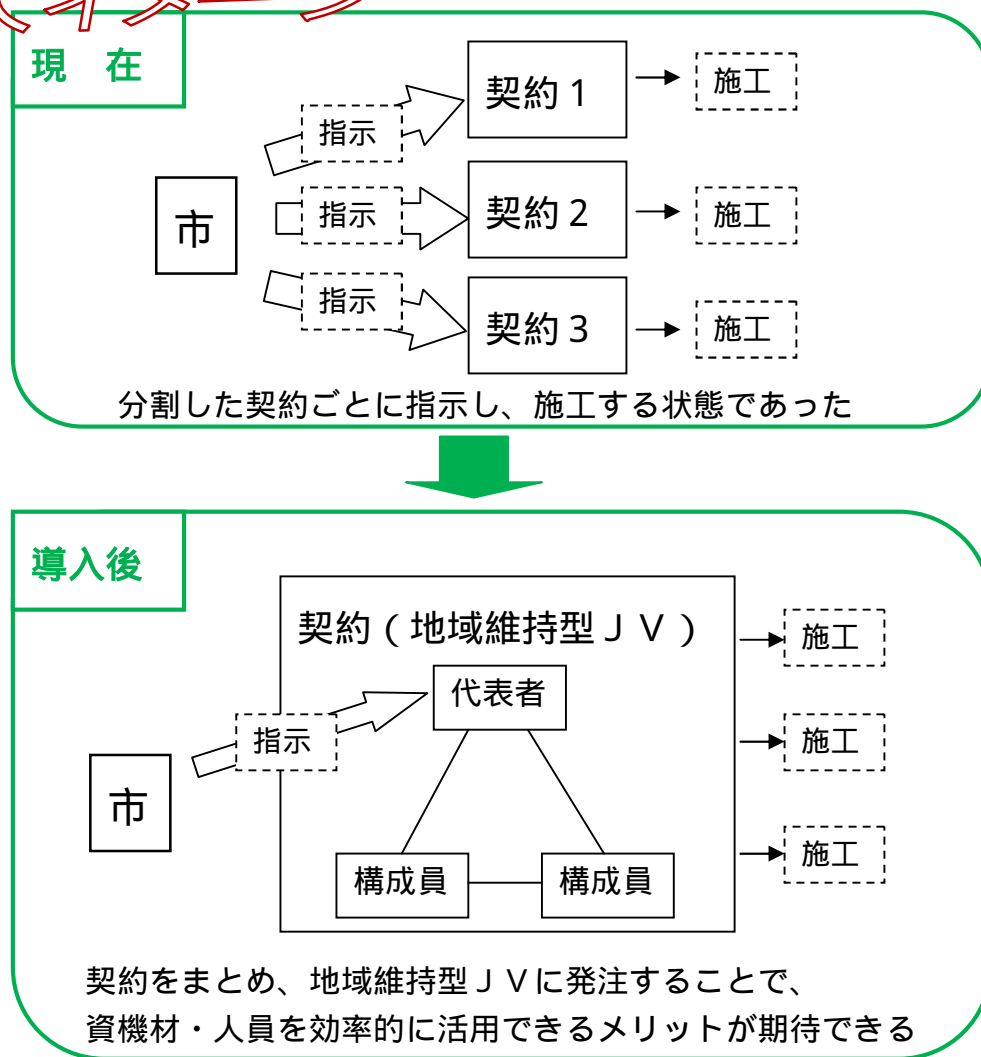 現 在
契約１
施工
指示
市
指示
契約２
施工
指示
契約３
施工
分割した契約ごとに指示し、施工する状態であった
導入後
契約（地域維持型ＪＶ）
施工
代表者
指示
施工
市
構成員
構成員
施工
契約をまとめ、地域維持型ＪＶに発注することで、
資機材・人員を効率的に活用できるメリットが期待できる